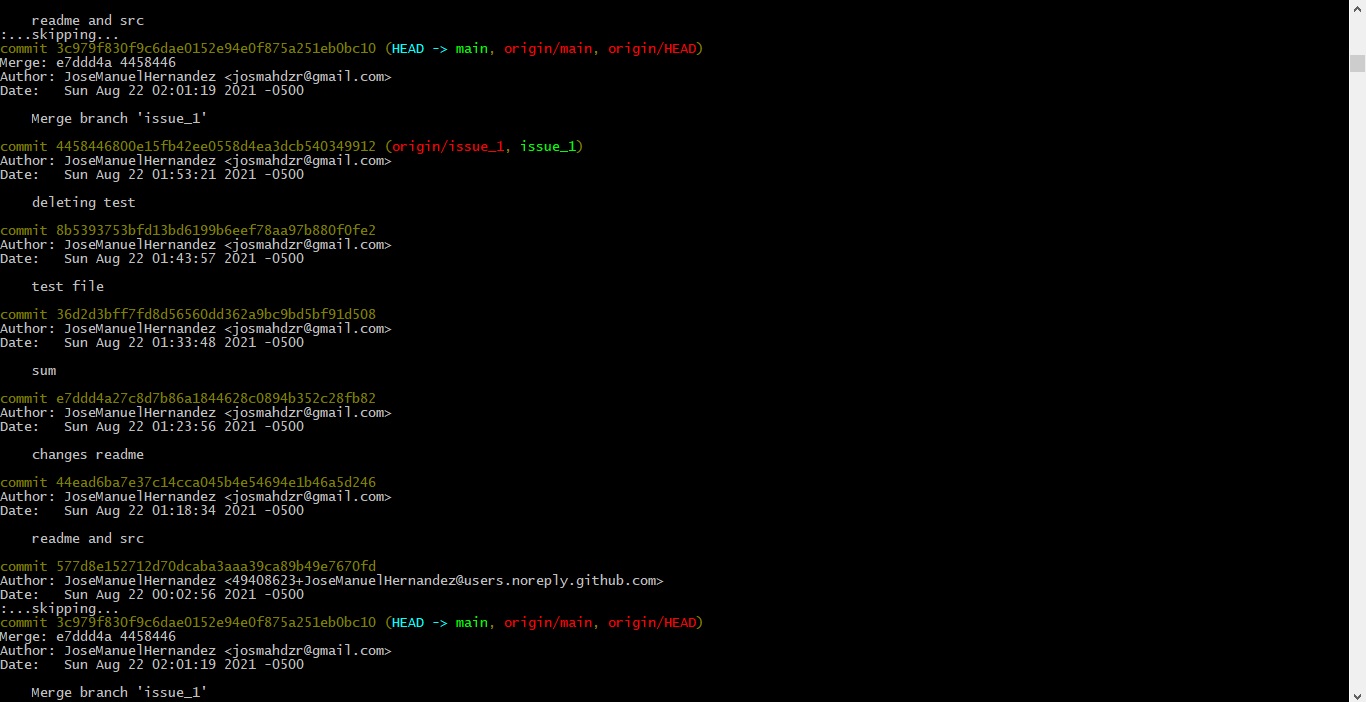 readme and src
:...skipping...
commit 3c979f830f9c6dae0152e94e0f875a251eb0bc10 (HEAD -> main, origin/main, origin/HEAD)
Merge: e7ddd4a 4458446
Author: JoseManuelHernandez <josmahdzr@gmail.com>
Date:   Sun Aug 22 02:01:19 2021 -0500
Merge branch 'issue_1'
commit 4458446800e15fb42ee0558d4ea3dcb540349912 (origin/issue_1, issue_1)
Author: JoseManuelHernandez <josmahdzr@gmail.com>
Date:   Sun Aug 22 01:53:21 2021 -0500
deleting test
commit 8b5393753bfd13bd6199b6eef78aa97b880f0fe2
Author: JoseManuelHernandez <josmahdzr@gmail.com>
Date:   Sun Aug 22 01:43:57 2021 -0500
test file
commit 36d2d3bff7fd8d56560dd362a9bc9bd5bf91d508
Author: JoseManuelHernandez <josmahdzr@gmail.com>
Date:   Sun Aug 22 01:33:48 2021 -0500
sum
commit e7ddd4a27c8d7b86a1844628c0894b352c28fb82
Author: JoseManuelHernandez <josmahdzr@gmail.com>
Date:   Sun Aug 22 01:23:56 2021 -0500
changes readme
commit 44ead6ba7e37c14cca045b4e54694e1b46a5d246
Author: JoseManuelHernandez <josmahdzr@gmail.com>
Date:   Sun Aug 22 01:18:34 2021 -0500
readme and src
commit 577d8e152712d70dcaba3aaa39ca89b49e7670fd
Author: JoseManuelHernandez <49408623+JoseManuelHernandez@users.noreply.github.com>
Date:   Sun Aug 22 00:02:56 2021 -0500
:...skipping...
commit 3c979f830f9c6dae0152e94e0f875a251eb0bc10 (HEAD -> main, origin/main, origin/HEAD)
Merge: e7ddd4a 4458446
Author: JoseManuelHernandez <josmahdzr@gmail.com>
Date:   Sun Aug 22 02:01:19 2021 -0500
Merge branch 'issue_1'